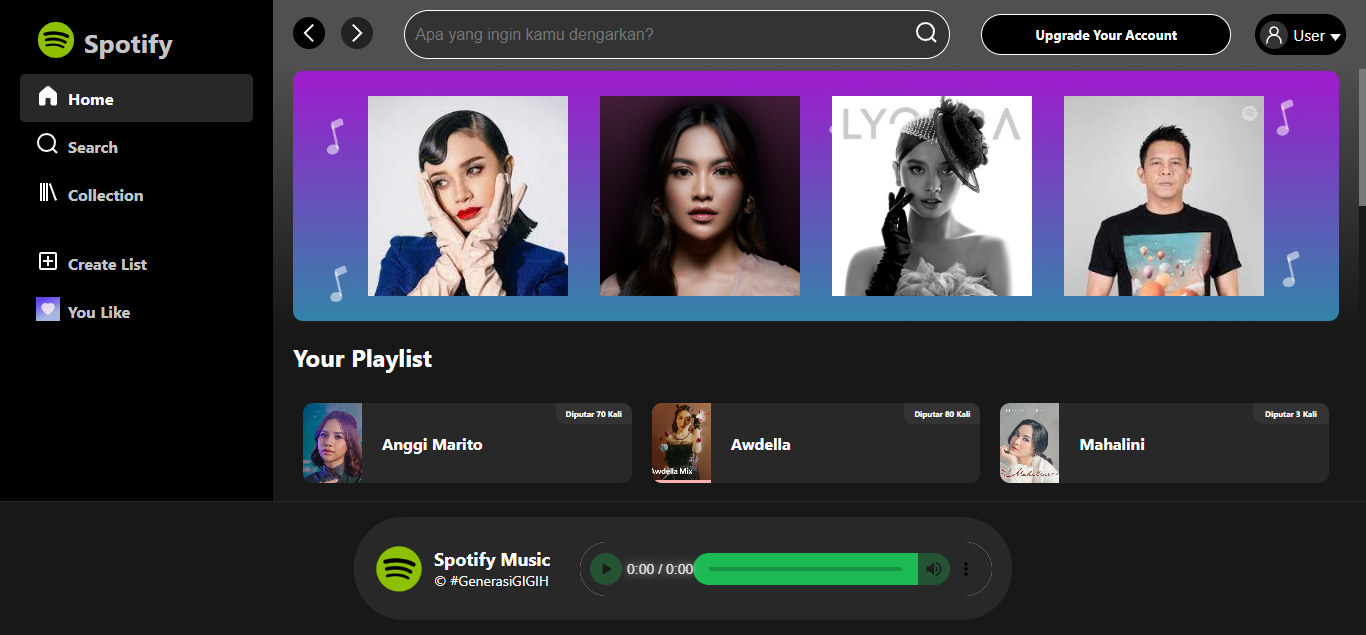 Spotify
Home
Search
Collection
Create List
You Like
Apa yang ingin kamu dengarkan?
Upgrade Your Account
User
Your Playlist
Diputar 70 Kali
Anggi Marito
Diputar 80 Kali
Awdella
Awdella Mix
Diputar 3 Kali
Mahalini
Spotify Music
© #GenerasiGIGIH
0:00 / 0:00